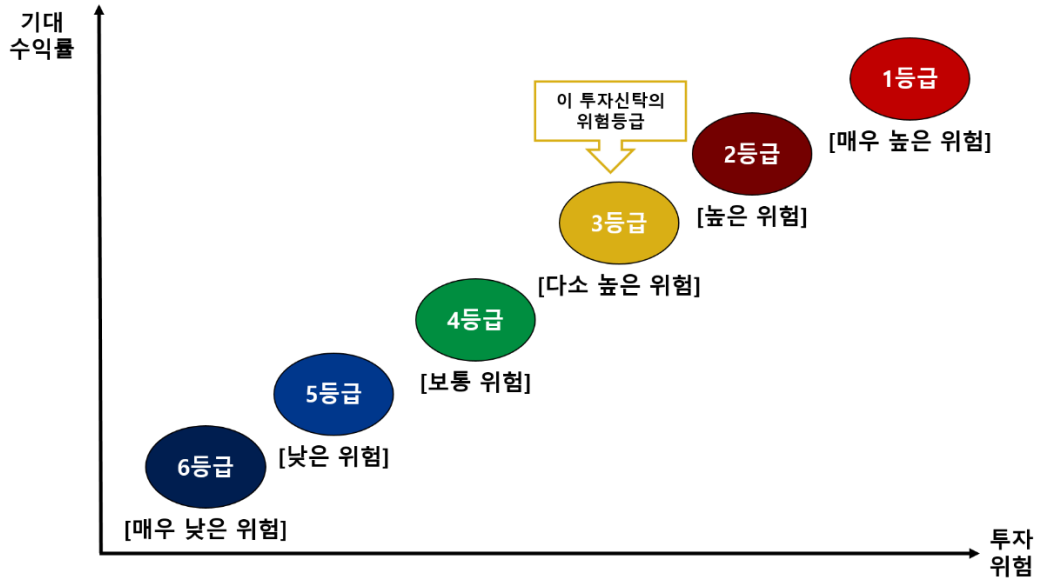 기대
수익률
1등급
[매우 높은 위험]
이 투자신탁의
위험등급
2등급
[높은 위험]
3등급
[다소 높은 위험]
4등급
[보통 위험]
5등급
[낮은 위험]
6등급
[매우 낮은 위험]
투자
위험